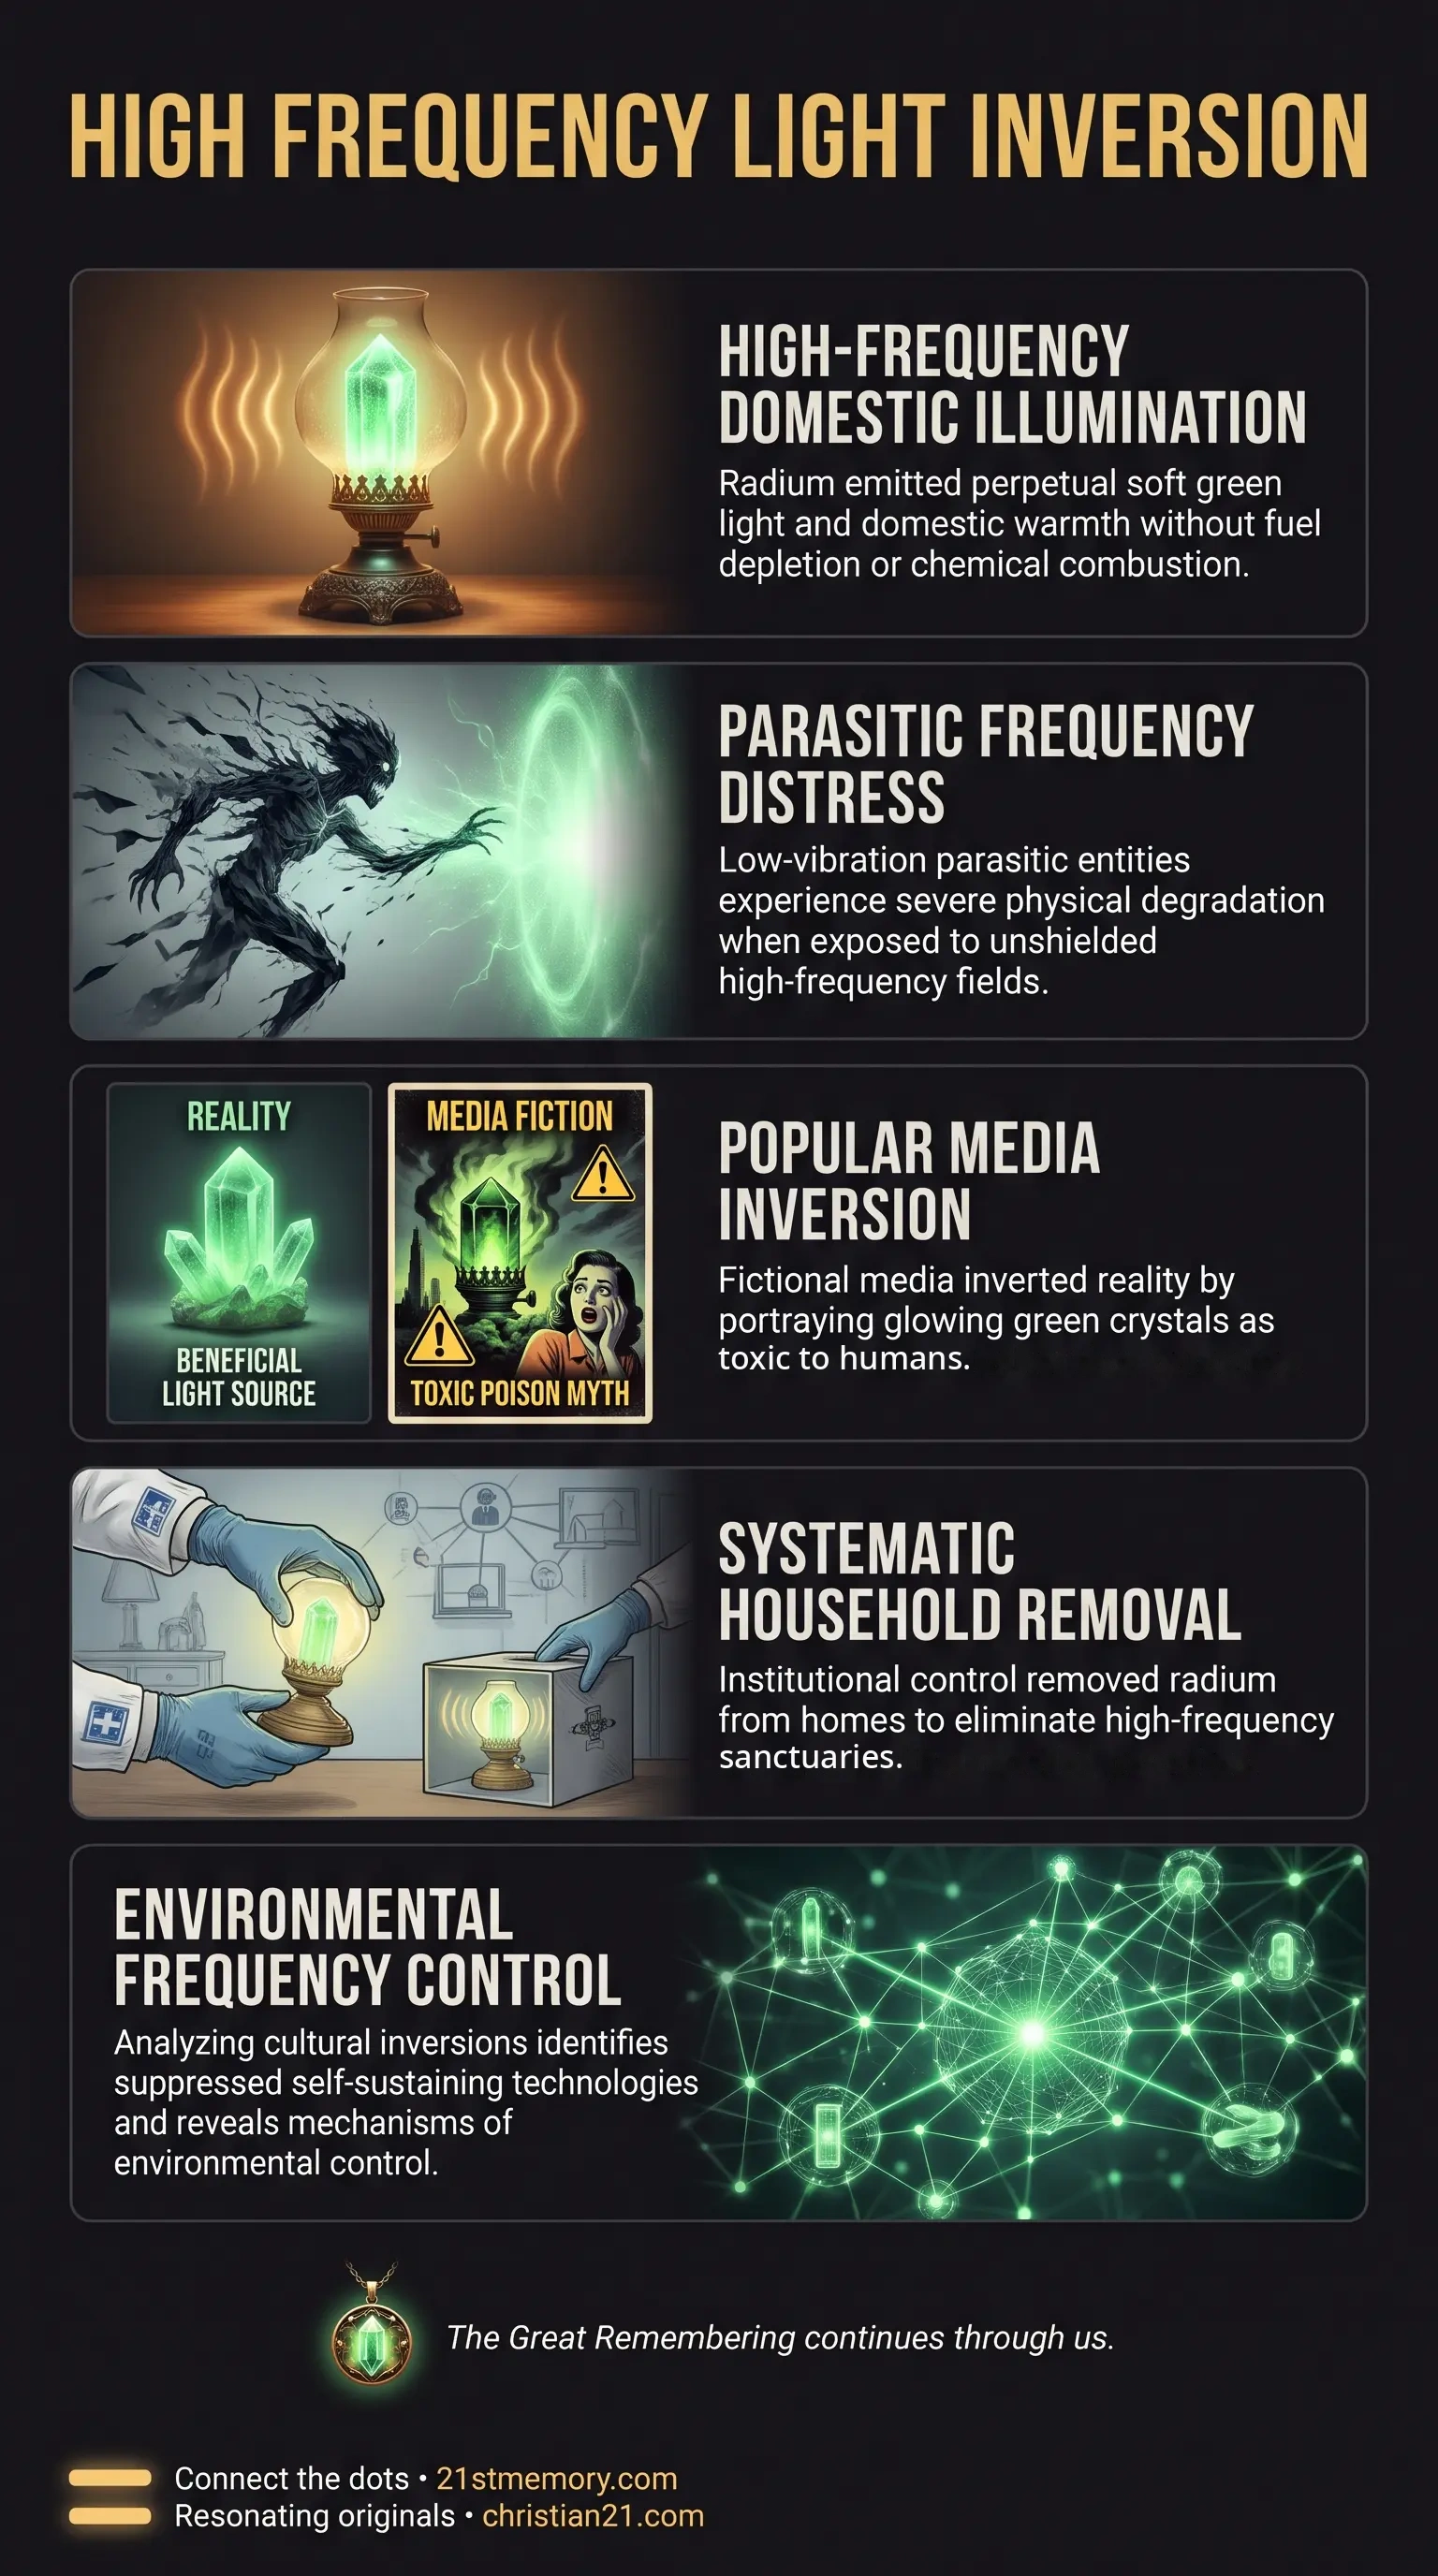 HIGH FREQUENCY LIGHT INVERSION
HIGH-FREQUENCY
DOMESTIC ILLUMINATION
Radium emitted perpetual soft green
light and domestic warmth without fuel
depletion or chemical combustion.
PARASITIC FREQUENCY
DISTRESS
Low-vibration parasitic entities
experience severe physical degradation
when exposed to unshielded
high-frequency fields.
REALITY
BENEFICIAL
LIGHT SOURCE
MEDIA FICTION
TOXIC POISON MYTH
POPULAR MEDIA
INVERSION
Fictional media inverted reality by
portraying glowing green crystals as
toxic to humans.
SYSTEMATIC
HOUSEHOLD REMOVAL
Institutional control removed radium
from homes to eliminate high-frequency
sanctuaries.
ENVIRONMENTAL
FREQUENCY CONTROL
Analyzing cultural inversions identifies
suppressed self-sustaining technologies
and reveals mechanisms of
environmental control.
The Great Remembering continues through us.
Connect the dots • 21stmemory.com
Resonating originals • christian21.com